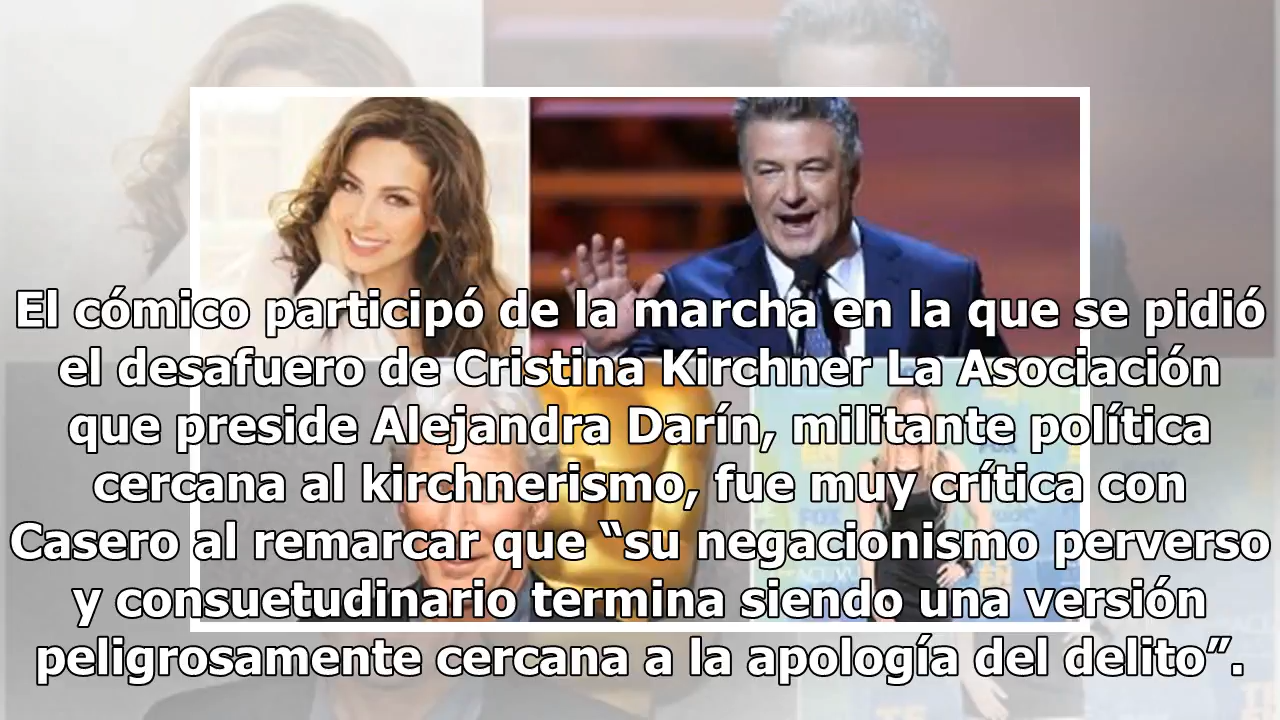 El cómico participó de la marcha en la que se pidió
el desafuero de Cristina Kirchner La Asociación
que preside Alejandra Darín, militante política
cercana al kirchnerismo, fue muy crítica con
Casero al remarcar que “su negacionismo perverso
y consuetudinario termina siendo una versión
peligrosamente cercana a la apología del delito”.
FOX
FOX